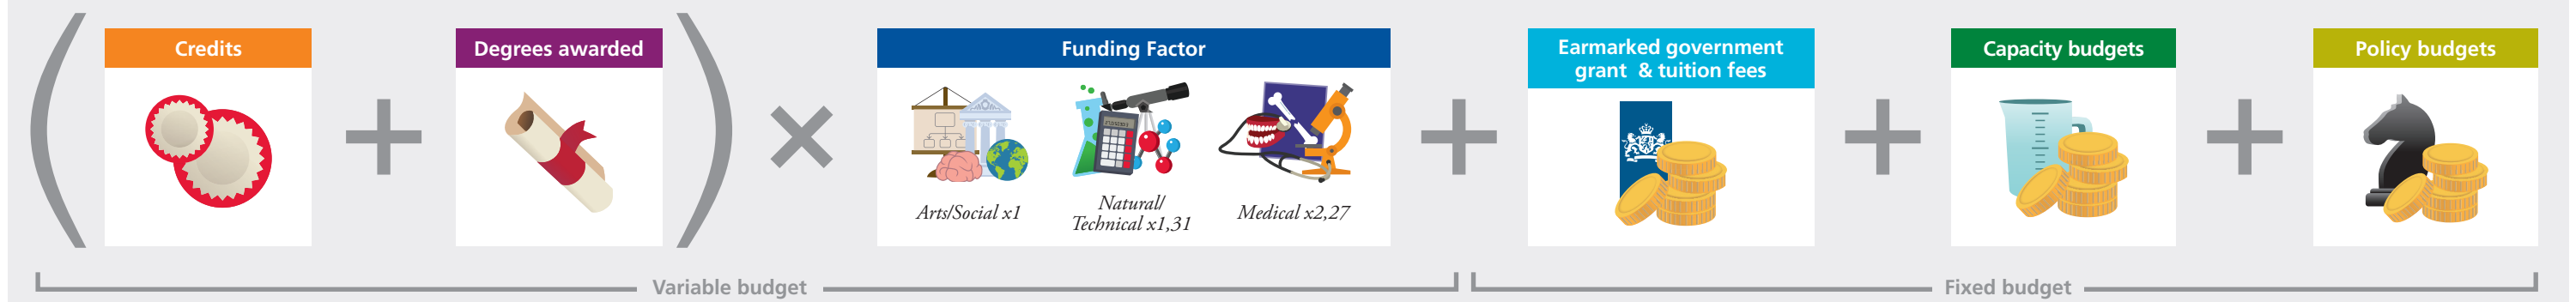 Credits
Degrees awarded
Funding Factor
Earmarked government
grant & tuition fees
Capacity budgets
Policy budgets
Arts/Social x1
Natural/
Technical x1,31
Medical x2,27
Variable budget
Fixed budget